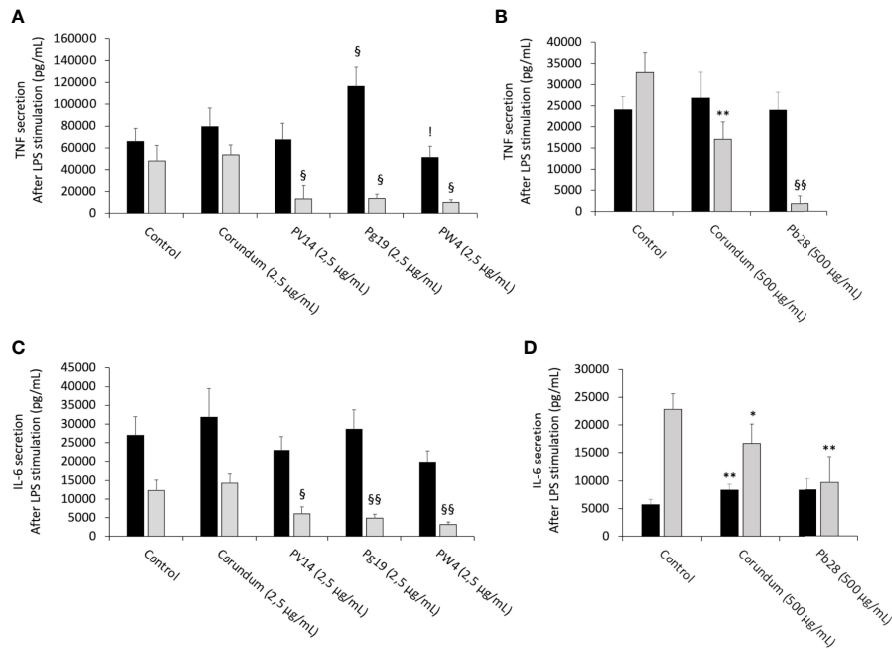 A
TNF secretion
After LPS stimulation (pg/mL)
160000
140000
120000
100000
80000
60000
40000
20000
0
§
§
§
!
§
Control
Corundum (2,5 µg/mL)
PV14 (2,5 µg/mL)
Pg19 (2,5 µg/mL)
PW4 (2,5 µg/mL)
B
TNF secretion
After LPS stimulation (pg/mL)
40000
35000
30000
25000
20000
15000
10000
5000
0
**
§§
Control
Corundum (500 µg/mL)
Pb28 (500 µg/mL)
C
IL-6 secretion
After LPS stimulation (pg/mL)
45000
40000
35000
30000
25000
20000
15000
10000
5000
0
§
§§
§§
Control
Corundum (2,5 µg/mL)
PV14 (2,5 µg/mL)
Pg19 (2,5 µg/mL)
PW4 (2,5 µg/mL)
D
IL-6 secretion
After LPS stimulation (pg/mL)
30000
25000
20000
15000
10000
5000
0
**
*
**
Control
Corundum (500 µg/mL)
Pb28 (500 µg/mL)